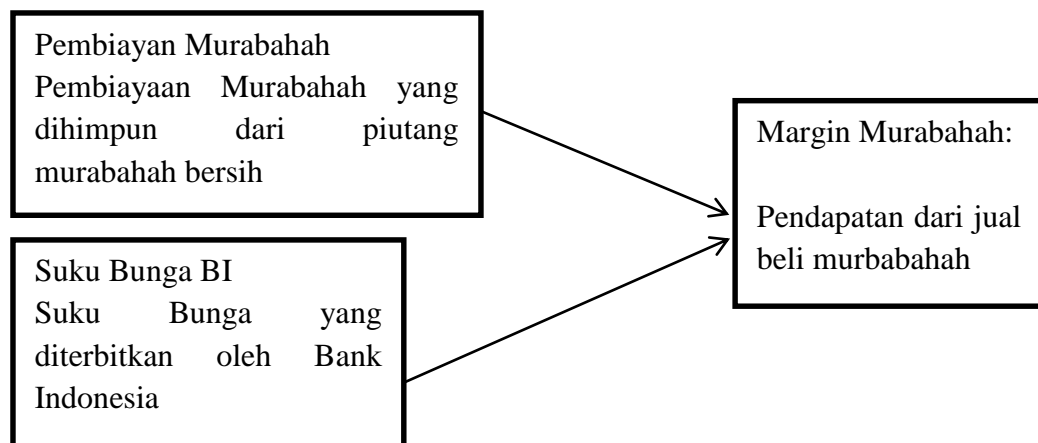 Pembiayan Murabahah
Pembiayaan Murabahah yang
dihimpun dari piutang
murabahah bersih
Suku Bunga BI
Suku Bunga yang
diterbitkan oleh Bank
Indonesia
Margin Murabahah:
Pendapatan dari jual
beli murbabahah